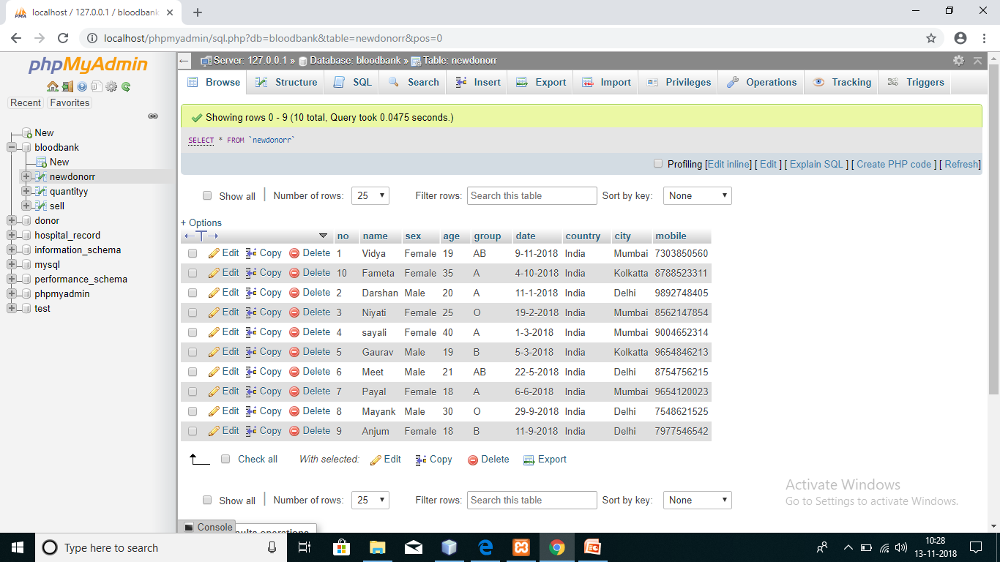 localhost / 127.0.0.1 / bloodbank
localhost/phpmyadmin/sql.php?db=bloodbank&table=newdonorr&pos=0
phpMyAdmin
Recent Favorites
New
bloodbank
New
newdonorr
quantityy
sell
donor
hospital_record
information_schema
mysql
performance_schema
phpmyadmin
test
Server: 127.0.0.1 » Database: bloodbank » Table: newdonorr
Browse Structure SQL Search Insert Export Import Privileges Operations Tracking Triggers
Showing rows 0 - 9 (10 total, Query took 0.0475 seconds.)
SELECT * FROM `newdonorr`
Profiling [Edit inline] [ Edit ] [ Explain SQL ] [ Create PHP code ] [ Refresh]
Show all Number of rows: 25 Filter rows: Search this table Sort by key: None
+ Options
no name sex age group date country city mobile
Edit Copy Delete 1 Vidya Female 19 AB 9-11-2018 India Mumbai 7303850560
Edit Copy Delete 10 Fameta Female 35 A 4-10-2018 India Kolkatta 8788523311
Edit Copy Delete 2 Darshan Male 20 A 11-1-2018 India Delhi 9892748405
Edit Copy Delete 3 Niyati Female 25 O 19-2-2018 India Mumbai 8562147854
Edit Copy Delete 4 sayali Female 40 A 1-3-2018 India Mumbai 9004652314
Edit Copy Delete 5 Gaurav Male 19 B 5-3-2018 India Kolkatta 9654846213
Edit Copy Delete 6 Meet Male 21 AB 22-5-2018 India Delhi 8754756215
Edit Copy Delete 7 Payal Female 18 A 6-6-2018 India Mumbai 9654120023
Edit Copy Delete 8 Mayank Male 30 O 29-9-2018 India Delhi 7548621525
Edit Copy Delete 9 Anjum Female 18 B 11-9-2018 India Delhi 7977546542
Check all With selected: Edit Copy Delete Export
Show all Number of rows: 25 Filter rows: Search this table Sort by key: None
Activate Windows
Go to Settings to activate Windows.
Console
Type here to search
10:28
13-11-2018